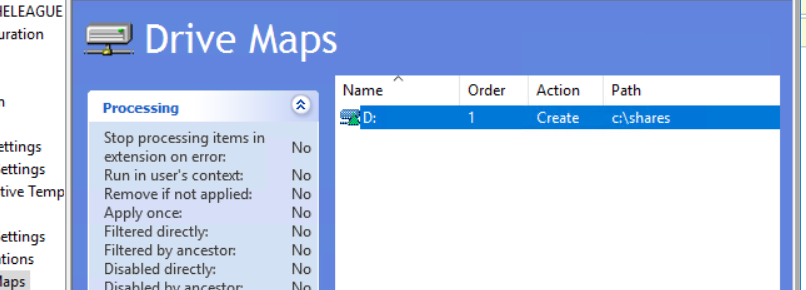 HELEAGUE
uration
n
ettings
ettings
tive Temp
ettings
tions
Maps
Drive Maps
Processing
Stop processing items in
extension on error: No
Run in user's context: No
Remove if not applied: No
Apply once: No
Filtered directly: No
Filtered by ancestor: No
Disabled directly: No
Disabled by ancestor: No
Name Order Action Path
D: 1 Create c:\shares